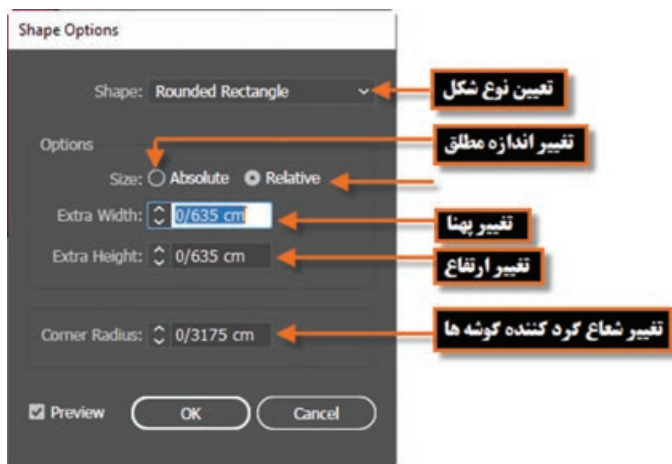 Shape Options
Shape: Rounded Rectangle
تعیین نوع شکل
Options
تغییر اندازه مطلق
Size: Absolute Relative
Extra Width: 0/635 cm
تغییر پهنا
Extra Height: 0/635 cm
تغییر ارتفاع
Corner Radius: 0/3175 cm
تغییر شعاع گرد کننده گوشه ها
Preview OK Cancel